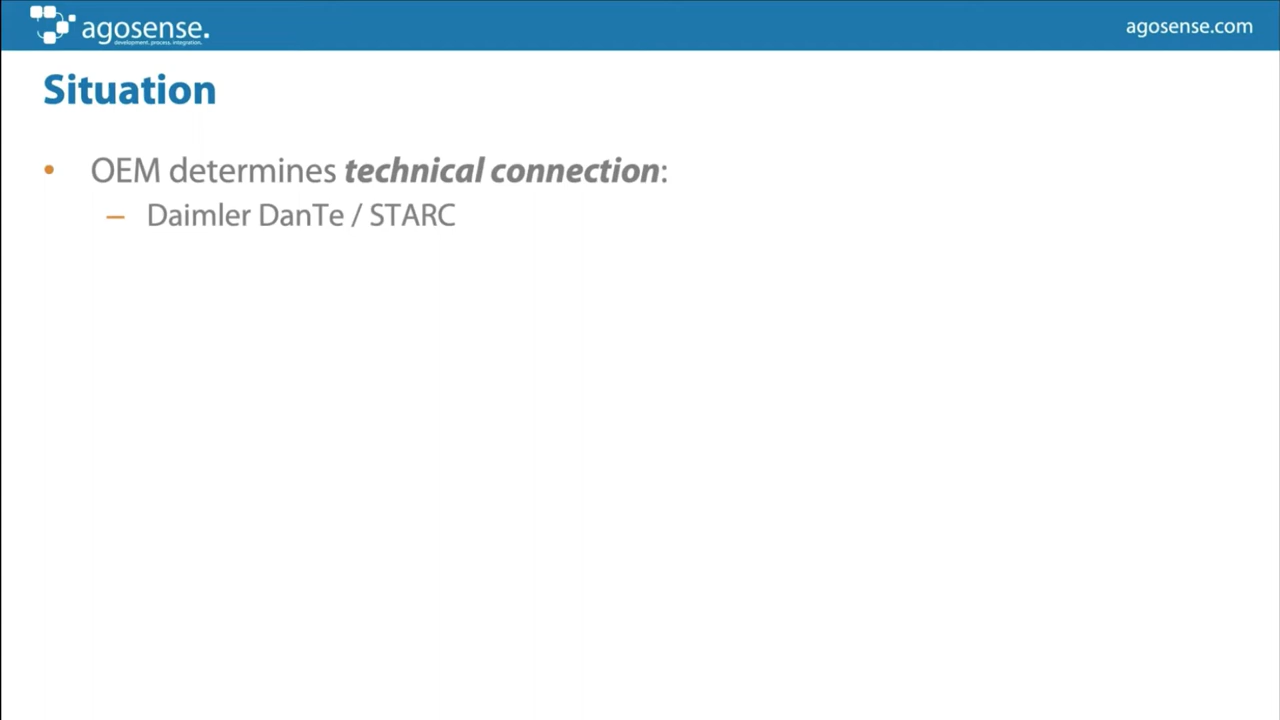 agosense.
development, process, integration.
agosense.com
Situation
• OEM determines technical connection:
– Daimler DanTe / STARC